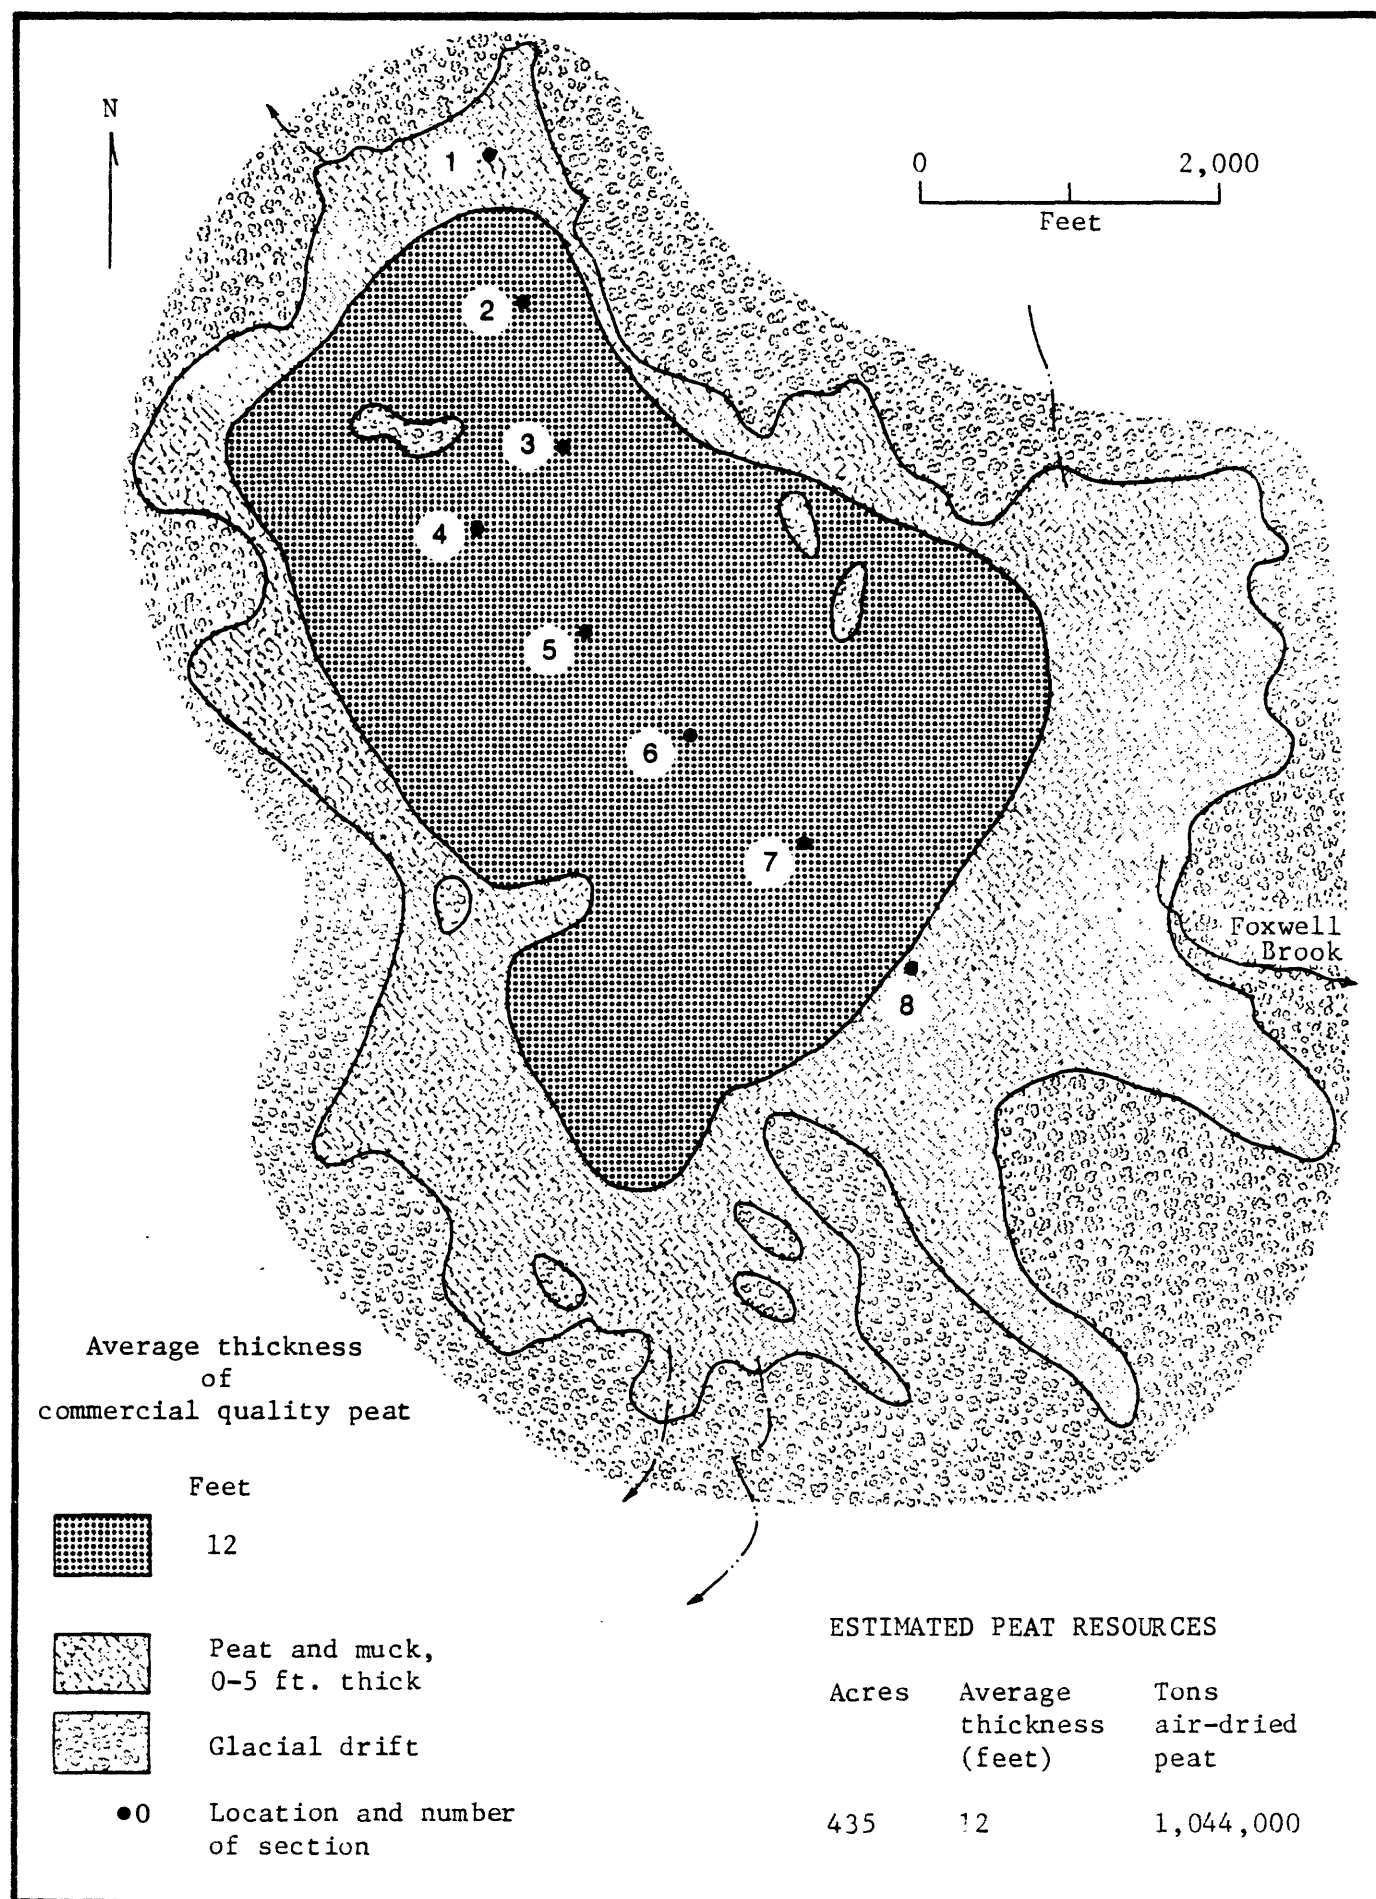 N
0 2,000
Feet
1
2
3
4
5
6
7
8
Foxwell
Brook
Average thickness
of
commercial quality peat
Feet
12
Peat and muck,
0-5 ft. thick
Glacial drift
0 Location and number
of section
ESTIMATED PEAT RESOURCES
Acres Average Tons
thickness air-dried
(feet) peat
435 12 1,044,000